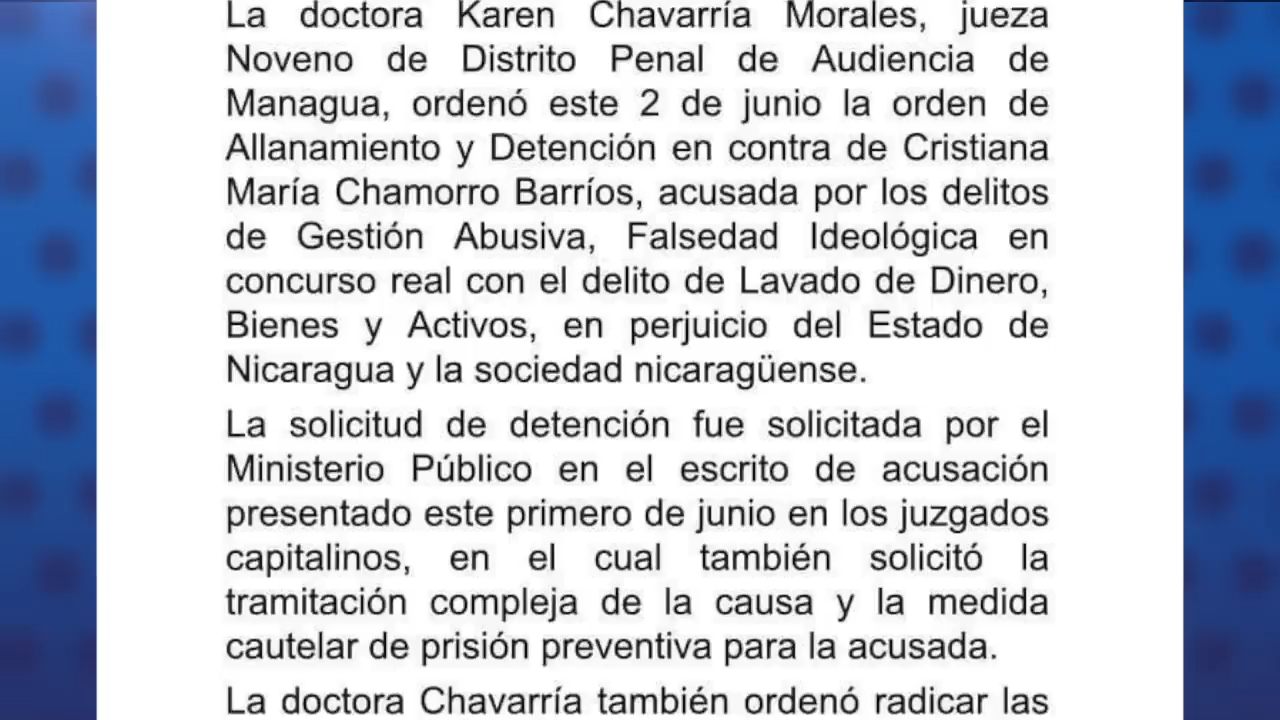 La doctora Karen Chavarría Morales, jueza
Noveno de Distrito Penal de Audiencia de
Managua, ordenó este 2 de junio la orden de
Allanamiento y Detención en contra de Cristiana
María Chamorro Barríos, acusada por los delitos
de Gestión Abusiva, Falsedad Ideológica en
concurso real con el delito de Lavado de Dinero,
Bienes y Activos, en perjuicio del Estado de
Nicaragua y la sociedad nicaragüense.
La solicitud de detención fue solicitada por el
Ministerio Público en el escrito de acusación
presentado este primero de junio en los juzgados
capitalinos, en el cual también solicitó la
tramitación compleja de la causa y la medida
cautelar de prisión preventiva para la acusada.
La doctora Chavarría también ordenó radicar las